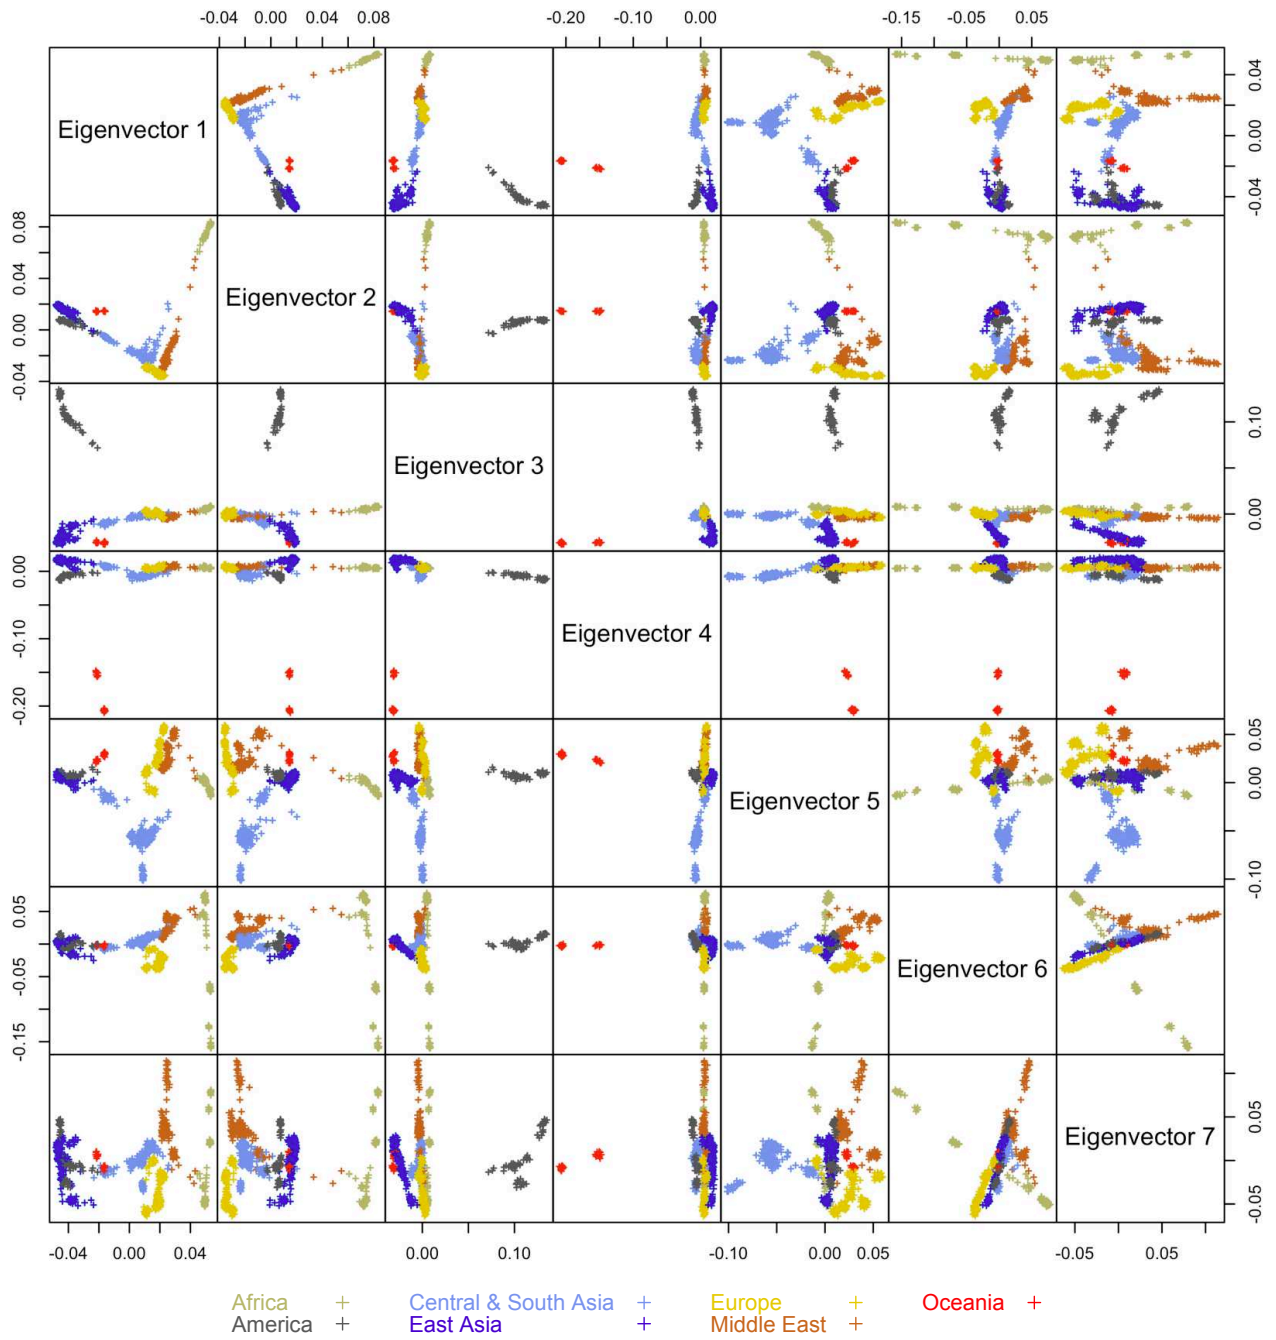 -0.04 0.00 0.04 0.08 -0.20 -0.10 0.00 -0.15 -0.05 0.05
Eigenvector 1
0.04
0.00
-0.04
0.08
0.04
0.00
-0.04
Eigenvector 2
Eigenvector 3
0.10
0.00
0.00
-0.10
-0.20
Eigenvector 4
Eigenvector 5
0.05
0.00
-0.10
0.05
-0.05
-0.15
Eigenvector 6
Eigenvector 7
0.05
-0.05
-0.04 0.00 0.04 0.00 0.10 -0.10 0.00 0.05 -0.05 0.05
Africa + Central & South Asia + Europe + Oceania +
America + East Asia + Middle East +